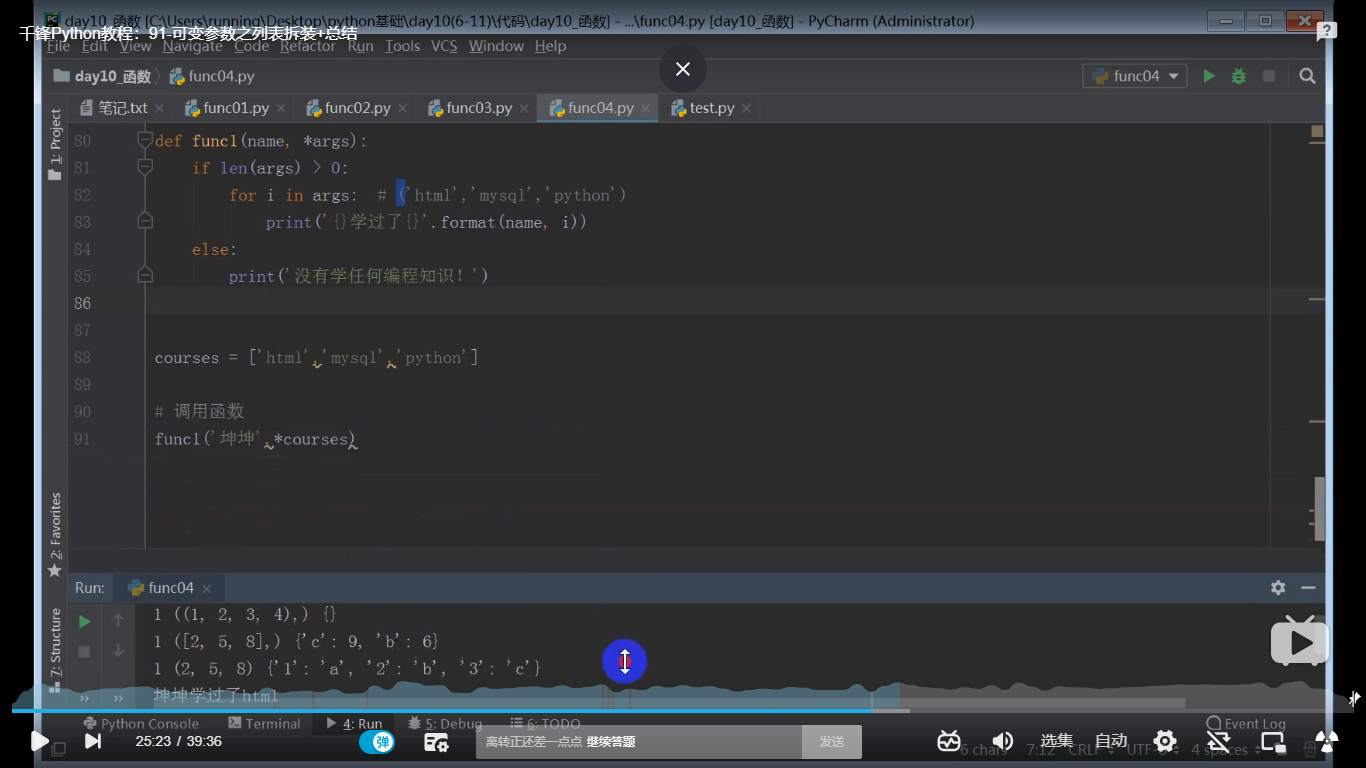 day10_函数 [C:\Users\running\Desktop\python基础\day10(6-11)\代码\day10_函数] - ...\func04.py [day10_函数] - PyCharm (Administrator)
千锋Python教程：91-可变参数之列表拆装+总结
File Edit View Navigate Code Refactor Run Tools VCS Window Help
day10_函数 func04.py
func04
笔记.txt func01.py func02.py func03.py func04.py test.py
1: Project
80 def func1(name, *args):
81 if len(args) > 0:
82 for i in args: # ('html','mysql','python')
83 print('{}学过了{}'.format(name, i))
84 else:
85 print('没有学任何编程知识！')
86
87
88 courses = ['html','mysql','python']
89
90 # 调用函数
91 func1('坤坤',*courses)
2: Favorites
7: Structure
Run: func04
1 ((1, 2, 3, 4),) {}
1 ([2, 5, 8],) {'c': 9, 'b': 6}
1 (2, 5, 8) {'1': 'a', '2': 'b', '3': 'c'}
坤坤学过了html
Python Console Terminal 4: Run 5: Debug 6: TODO Event Log
25:23 / 39:36 弹 离转正还差一点点 继续答题 发送 选集 自动
6 chars 7:12 CRLF UTF-8 4 spaces